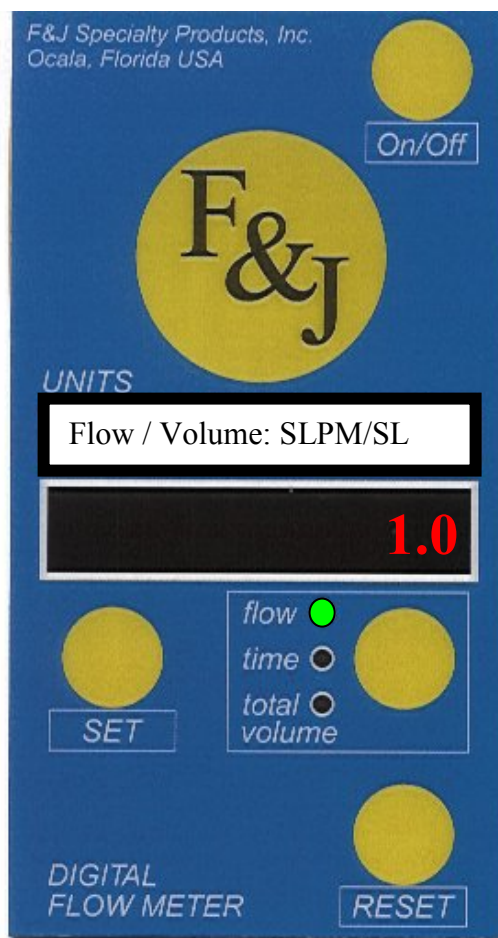 F&J Specialty Products, Inc.
Ocala, Florida USA
On/Off
F&J
UNITS
Flow / Volume: SLPM/SL
1.0
flow
time
total
volume
SET
DIGITAL
FLOW METER
RESET